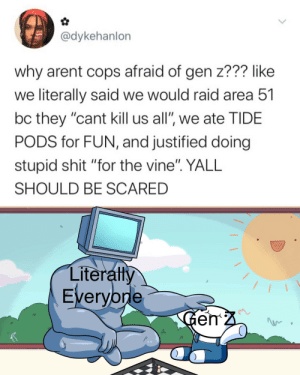 @dykehanlon
why arent cops afraid of gen z??? like
we literally said we would raid area 51
bc they "cant kill us all", we ate TIDE
PODS for FUN, and justified doing
stupid shit "for the vine". YALL
SHOULD BE SCARED
Literally
Everyone
Gen Z